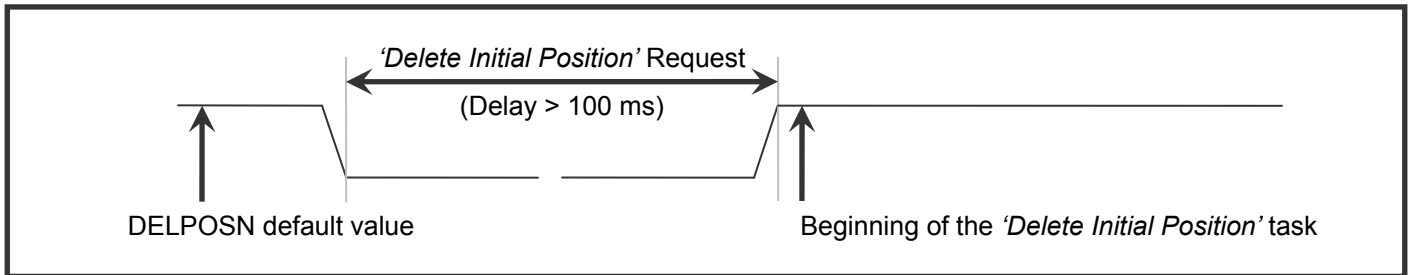 'Delete Initial Position' Request
(Delay > 100 ms)
DELPOSN default value
Beginning of the 'Delete Initial Position' task